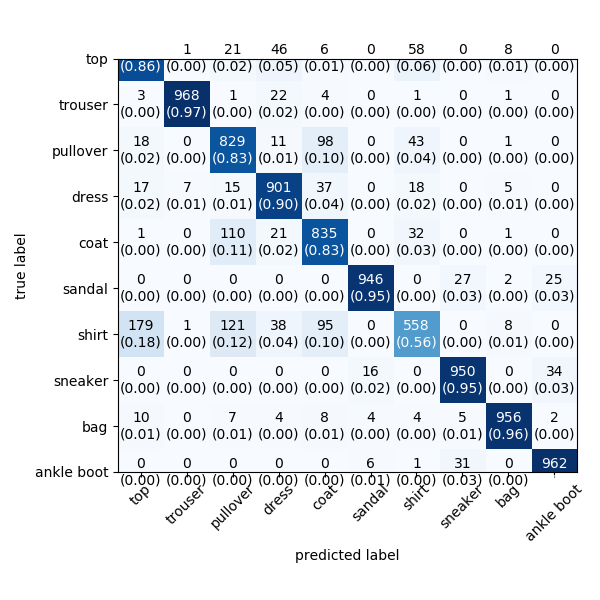 1 21 46 6 0 58 0 8 0
top (0.86) (0.00) (0.02) (0.05) (0.01) (0.00) (0.06) (0.00) (0.01) (0.00)
3 968 1 22 4 0 1 0 1 0
trouser (0.00) (0.97) (0.00) (0.02) (0.00) (0.00) (0.00) (0.00) (0.00) (0.00)
18 0 829 11 98 0 43 0 1 0
pullover (0.02) (0.00) (0.83) (0.01) (0.10) (0.00) (0.04) (0.00) (0.00) (0.00)
17 7 15 901 37 0 18 0 5 0
dress (0.02) (0.01) (0.01) (0.90) (0.04) (0.00) (0.02) (0.00) (0.01) (0.00)
1 0 110 21 835 0 32 0 1 0
coat (0.00) (0.00) (0.11) (0.02) (0.83) (0.00) (0.03) (0.00) (0.00) (0.00)
0 0 0 0 0 946 0 27 2 25
sandal (0.00) (0.00) (0.00) (0.00) (0.00) (0.95) (0.00) (0.03) (0.00) (0.03)
179 1 121 38 95 0 558 0 8 0
shirt (0.18) (0.00) (0.12) (0.04) (0.10) (0.00) (0.56) (0.00) (0.01) (0.00)
0 0 0 0 0 16 0 950 0 34
sneaker (0.00) (0.00) (0.00) (0.00) (0.00) (0.02) (0.00) (0.95) (0.00) (0.03)
10 0 7 4 8 4 4 5 956 2
bag (0.01) (0.00) (0.01) (0.00) (0.01) (0.00) (0.00) (0.01) (0.96) (0.00)
ankle boot 0 0 0 0 0 6 1 31 0 962
(0.00) (0.00) (0.00) (0.00) (0.00) (0.01) (0.00) (0.03) (0.00)
top trouser pullover dress coat sandal shirt sneaker bag ankle boot
predicted label
true label